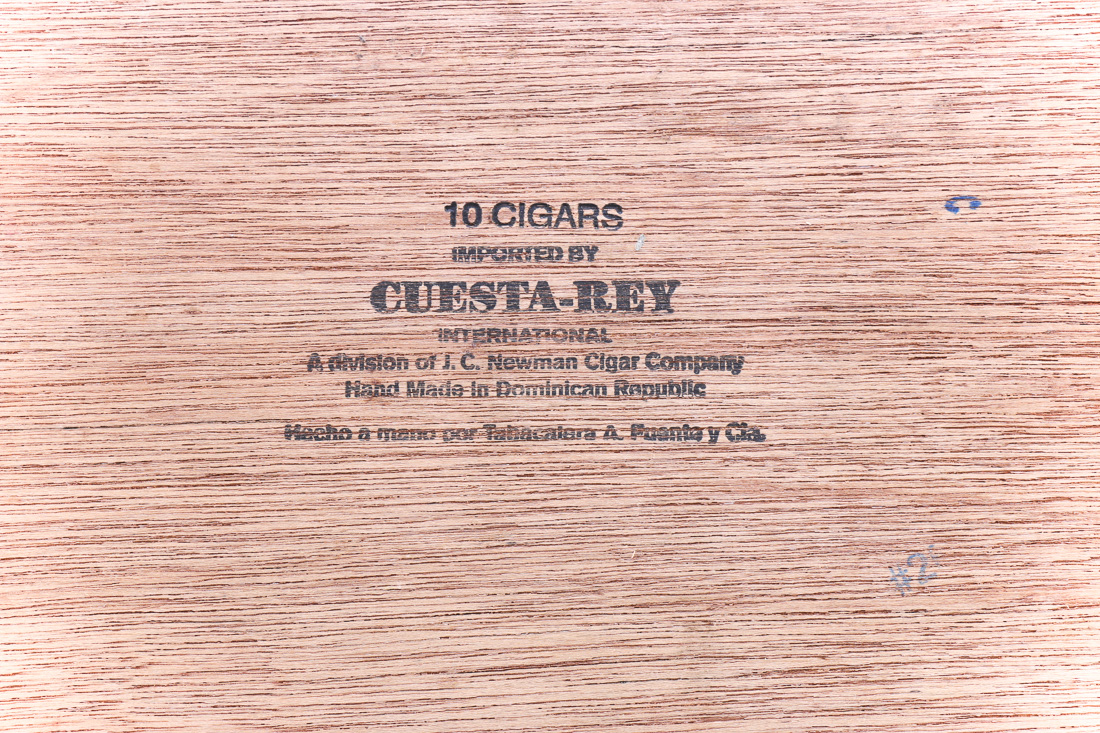 10 CIGARS
IMPORTED BY
CUESTA-REY
INTERNATIONAL
A division of J. C. Newman Cigar Company
Hand Made in Dominican Republic
Hecho a mano por Tabacalera A. Fuente y Cia.
#2